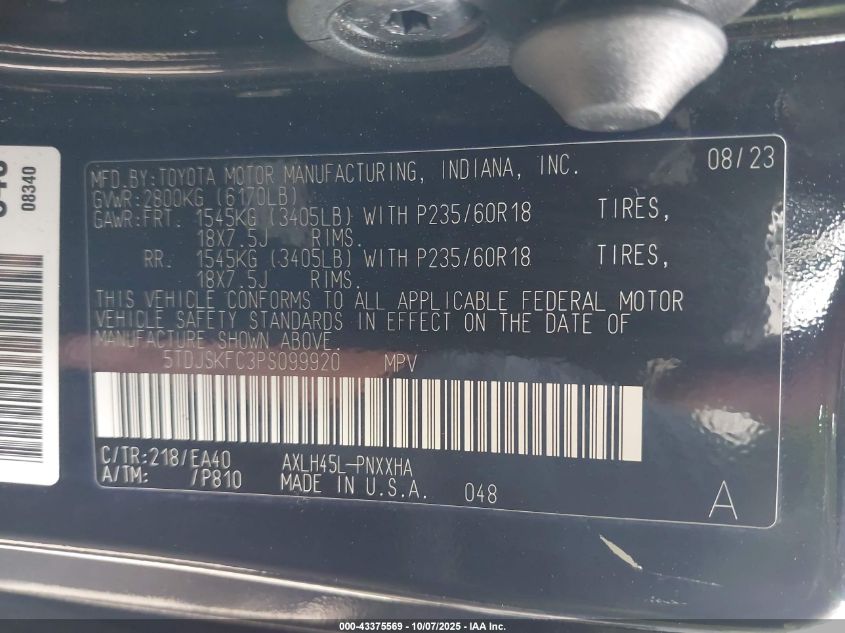 08340
MFD.BY:TOYOTA MOTOR MANUFACTURING, INDIANA, INC. 08/23
GVWR:2800KG (6170LB)
GAWR:FRT. 1545KG (3405LB) WITH P235/60R18 TIRES,
18X7.5J RIMS.
RR. 1545KG (3405LB) WITH P235/60R18 TIRES,
18X7.5J RIMS.
THIS VEHICLE CONFORMS TO ALL APPLICABLE FEDERAL MOTOR
VEHICLE SAFETY STANDARDS IN EFFECT ON THE DATE OF
MANUFACTURE SHOWN ABOVE.
5TDJSKFC3PS099920 MPV
C/TR:218/EA40 AXLH45L-PNXXHA
A/TM: /P810 MADE IN U.S.A. 048 A
000-43375569 - 10/07/2025 - IAA Inc.